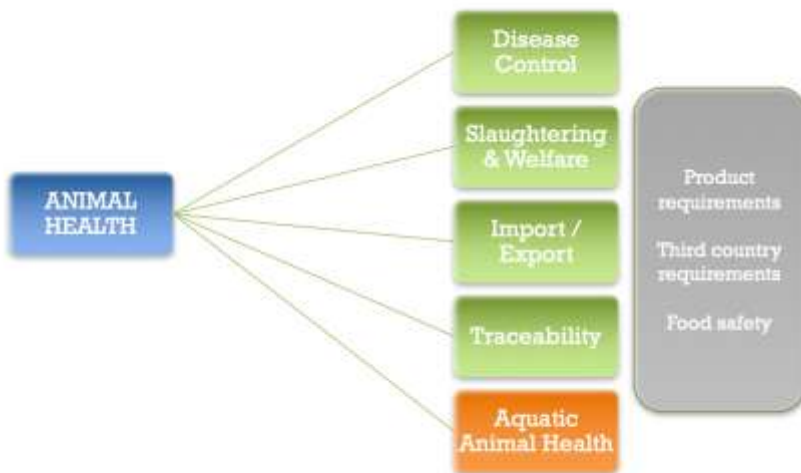 ANIMAL
HEALTH
Disease
Control
Slaughtering
& Welfare
Import /
Export
Traceability
Aquatic
Animal Health
Product
requirements
Third country
requirements
Food safety